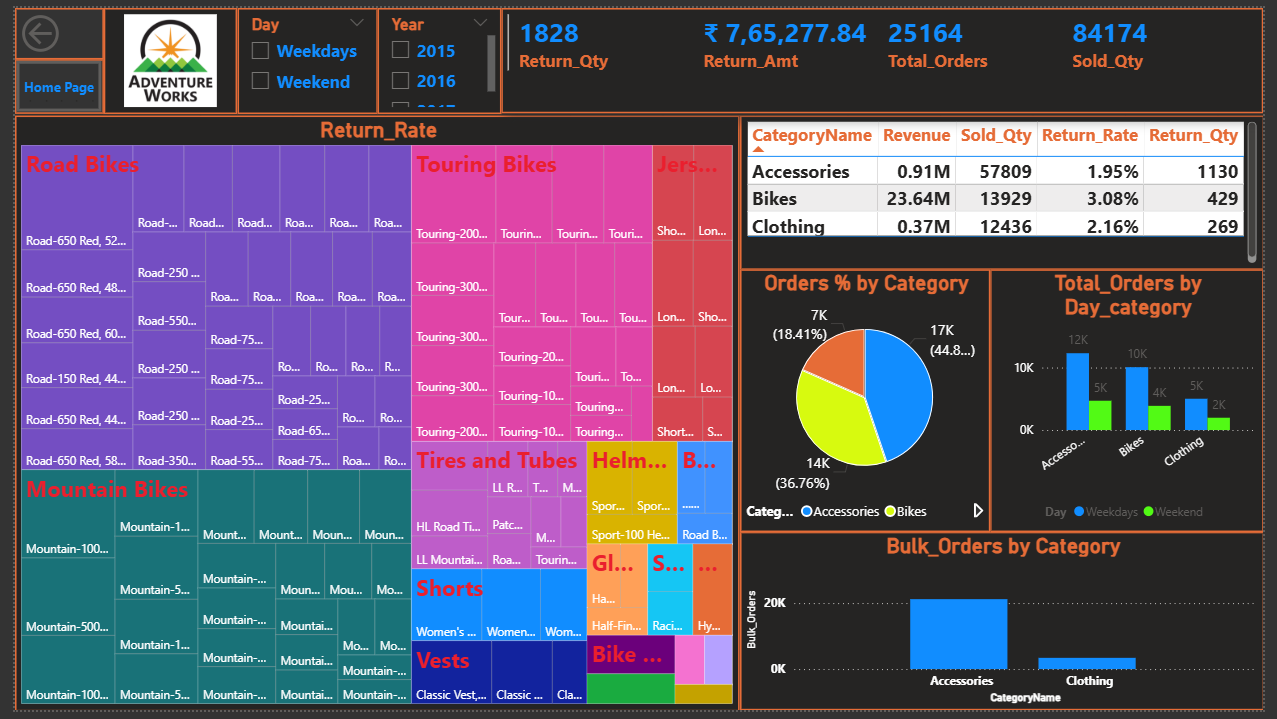 Home Page
ADVENTURE
WORKS
Day
Weekdays
Weekend
Year
2015
2016
1828
Return_Qty
₹ 7,65,277.84
Return_Amt
25164
Total_Orders
84174
Sold_Qty
Return_Rate
Road Bikes
Road-650 Red, 52...
Road-650 Red, 48...
Road-650 Red, 60...
Road-150 Red, 44...
Road-650 Red, 44...
Road-650 Red, 58...
Road-...
Road...
Road...
Roa...
Roa...
Roa...
Road-250 ...
Road-550...
Road-250 ...
Road-250 ...
Road-350...
Roa...
Roa...
Roa...
Roa...
Roa...
Road-75...
Road-75...
Road-25...
Road-55...
Ro...
Ro...
Ro...
R...
Road-25...
Road-65...
Road-75...
Ro...
Ro...
Roa...
Ro...
Mountain Bikes
Mountain-100...
Mountain-500...
Mountain-100...
Mountain-1...
Mountain-5...
Mountain-1...
Mountain-5...
Mount...
Mount...
Moun...
Moun...
Mountain-...
Mountain-...
Mountain-...
Mountain-...
Moun...
Mou...
Mo...
Mountai...
Mountai...
Mountai...
Mo...
Mo...
Mountain-...
Mountain-...
Touring Bikes
Touring-200...
Touring-300...
Touring-300...
Touring-300...
Touring-200...
Tourin...
Tourin...
Touri...
Tour...
Tou...
Tou...
Tou...
Touring-20...
Touring-10...
Touring-10...
Touri...
To...
Touring...
Touring...
Jers...
Sho...
Lon...
Lon...
Sho...
Lon...
Lo...
Short...
S...
Tires and Tubes
HL Road Ti...
LL Mountai...
LL R...
T...
M...
Patc...
M...
Roa...
Tourin...
Helm...
Spor...
Spor...
Sport-100 He...
B...
......
Road B...
Shorts
Women's ...
Women...
Wom...
Gl...
Ha...
Half-Fin...
S...
Raci...
...
Hy...
Vests
Classic Vest,...
Classic ...
Cla...
Bike ...
CategoryName Revenue Sold_Qty Return_Rate Return_Qty
Accessories 0.91M 57809 1.95% 1130
Bikes 23.64M 13929 3.08% 429
Clothing 0.37M 12436 2.16% 269
Orders % by Category
7K
(18.41%)
17K
(44.8...)
14K
(36.76%)
Categ...
Accessories
Bikes
Total_Orders by
Day_category
10K
0K
12K
5K
10K
4K
5K
2K
Accesso...
Bikes
Clothing
Day
Weekdays
Weekend
Bulk_Orders by Category
Bulk_Orders
20K
0K
Accessories
Clothing
CategoryName